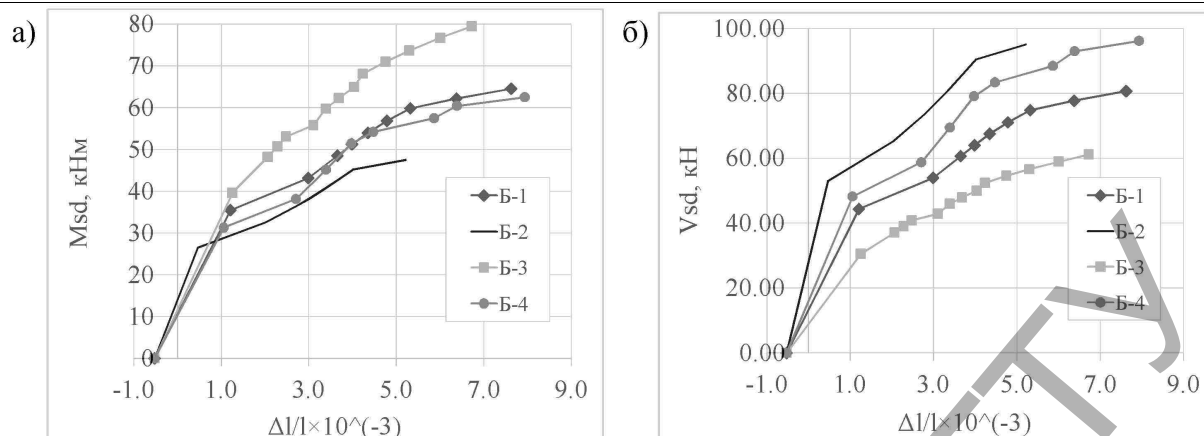 а)
80
70
60
50
40
30
20
10
0
Msd, кНм
-1.0 1.0 3.0 5.0 7.0 9.0
Δl/l×10^(-3)
Б-1
Б-2
Б-3
Б-4
б)
100.00
80.00
60.00
40.00
20.00
0.00
Vsd, кН
-1.0 1.0 3.0 5.0 7.0 9.0
Δl/l×10^(-3)
Б-1
Б-2
Б-3
Б-4
ТУ